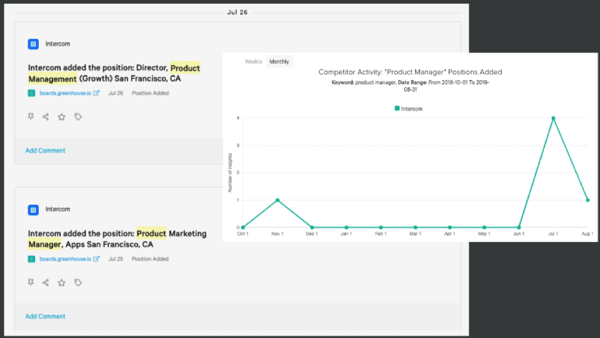 Jul 26
Intercom
Intercom added the position: Director, Product
Management (Growth) San Francisco, CA
boards.greenhouse.io Jul 26 Position Added
Add Comment
Intercom
Intercom added the position: Product Marketing
Manager, Apps San Francisco, CA
boards.greenhouse.io Jul 25 Position Added
Add Comment
Weekly Monthly
Competitor Activity: "Product Manager" Positions Added
Keyword: product manager, Date Range: From 2018-10-01 To 2019-
08-31
Intercom
Number of Insights
4
3
2
1
0
Oct 1 Nov 1 Dec 1 Jan 1 Feb 1 Mar 1 Apr 1 May 1 Jun 1 Jul 1 Aug 1